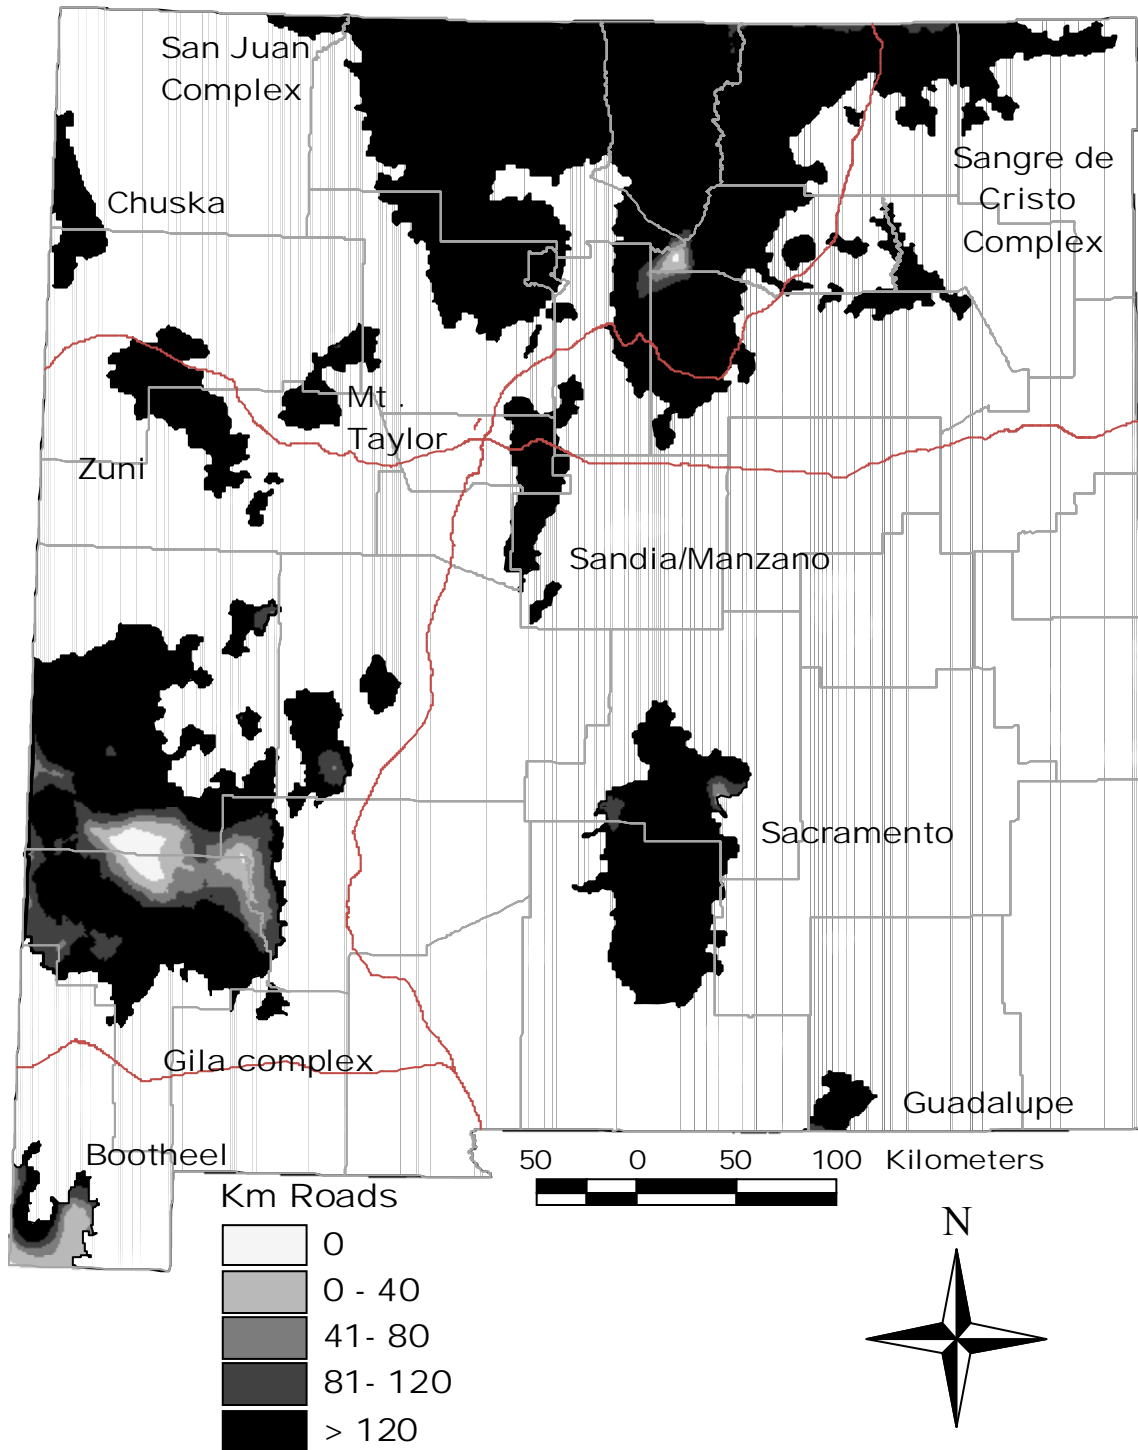 San Juan
Complex
Chuska
Sangre de
Cristo
Complex
Mt .
Taylor
Zuni
Sandia/Manzano
Sacramento
Gila complex
Guadalupe
Bootheel
50 0 50 100 Kilometers
Km Roads
0
0 - 40
41- 80
81- 120
> 120
N